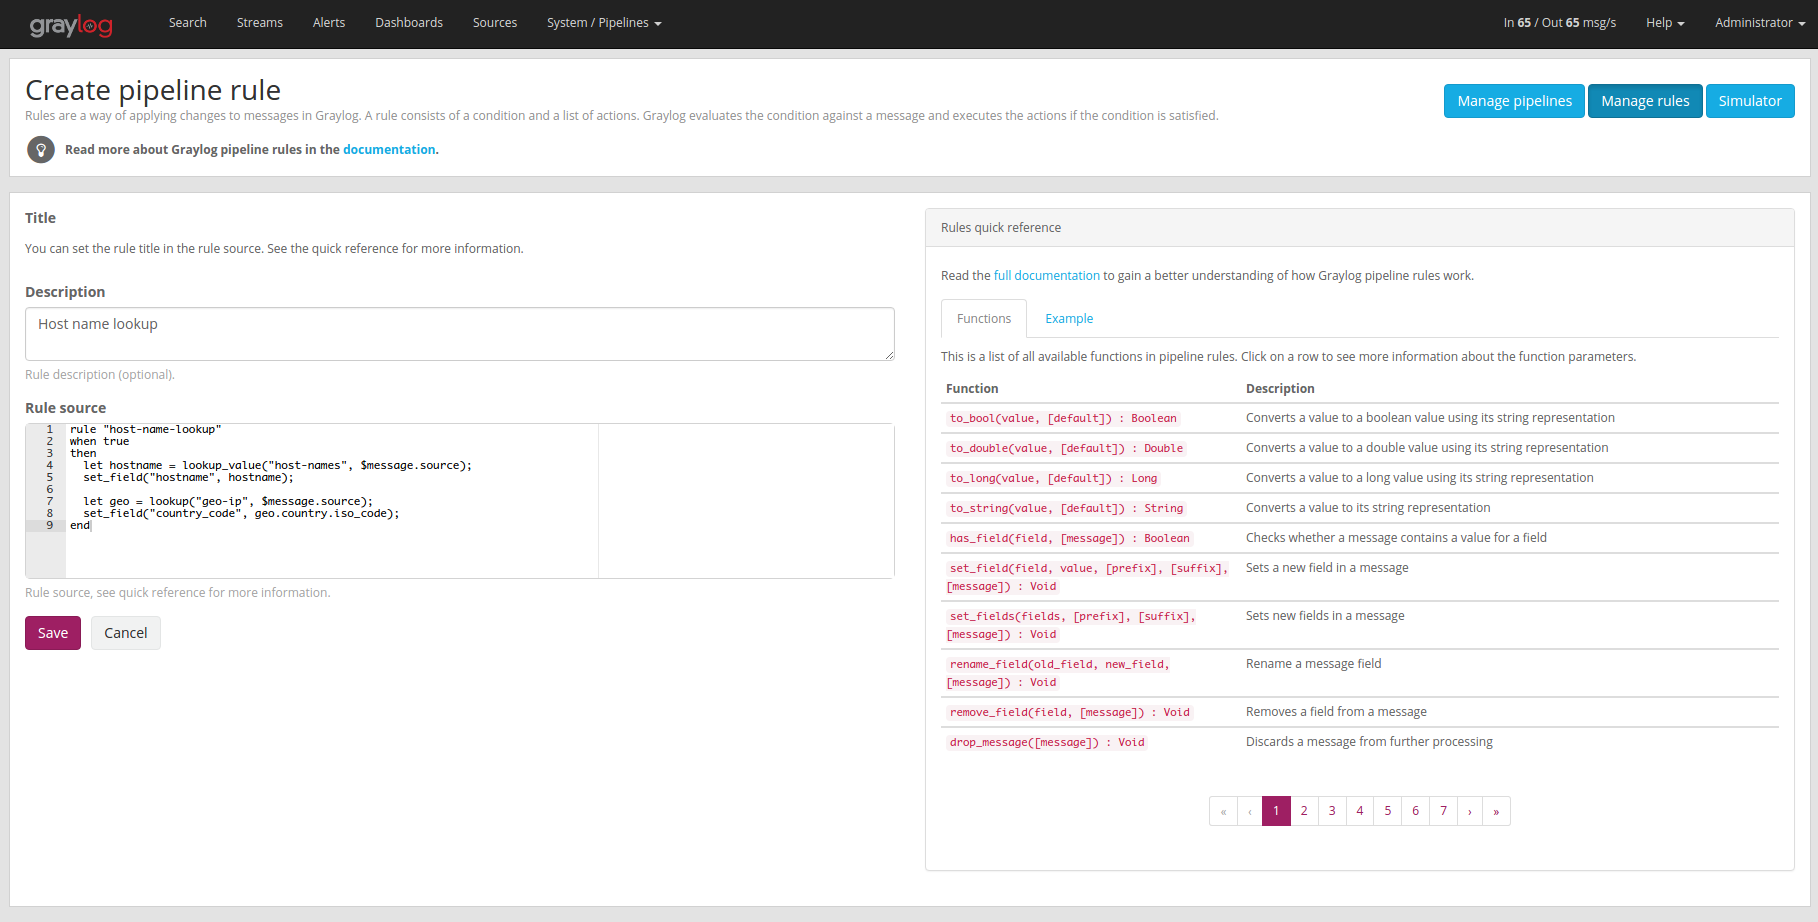 graylog Search Streams Alerts Dashboards Sources System / Pipelines In 65 / Out 65 msg/s Help Administrator
Create pipeline rule
Rules are a way of applying changes to messages in Graylog. A rule consists of a condition and a list of actions. Graylog evaluates the condition against a message and executes the actions if the condition is satisfied.
Read more about Graylog pipeline rules in the documentation.
Manage pipelines Manage rules Simulator
Title
You can set the rule title in the rule source. See the quick reference for more information.
Description
Host name lookup
Rule description (optional).
Rule source
1 rule "host-name-lookup"
2 when true
3 then
4 let hostname = lookup_value("host-names", $message.source);
5 set_field("hostname", hostname);
6
7 let geo = lookup("geo-ip", $message.source);
8 set_field("country_code", geo.country.iso_code);
9 end
Rule source, see quick reference for more information.
Save Cancel
Rules quick reference
Read the full documentation to gain a better understanding of how Graylog pipeline rules work.
Functions Example
This is a list of all available functions in pipeline rules. Click on a row to see more information about the function parameters.
Function Description
to_bool(value, [default]) : Boolean Converts a value to a boolean value using its string representation
to_double(value, [default]) : Double Converts a value to a double value using its string representation
to_long(value, [default]) : Long Converts a value to a long value using its string representation
to_string(value, [default]) : String Converts a value to its string representation
has_field(field, [message]) : Boolean Checks whether a message contains a value for a field
set_field(field, value, [prefix], [suffix], Sets a new field in a message
[message]) : Void
set_fields(fields, [prefix], [suffix], Sets new fields in a message
[message]) : Void
rename_field(old_field, new_field, Rename a message field
[message]) : Void
remove_field(field, [message]) : Void Removes a field from a message
drop_message([message]) : Void Discards a message from further processing
« ‹ 1 2 3 4 5 6 7 › »